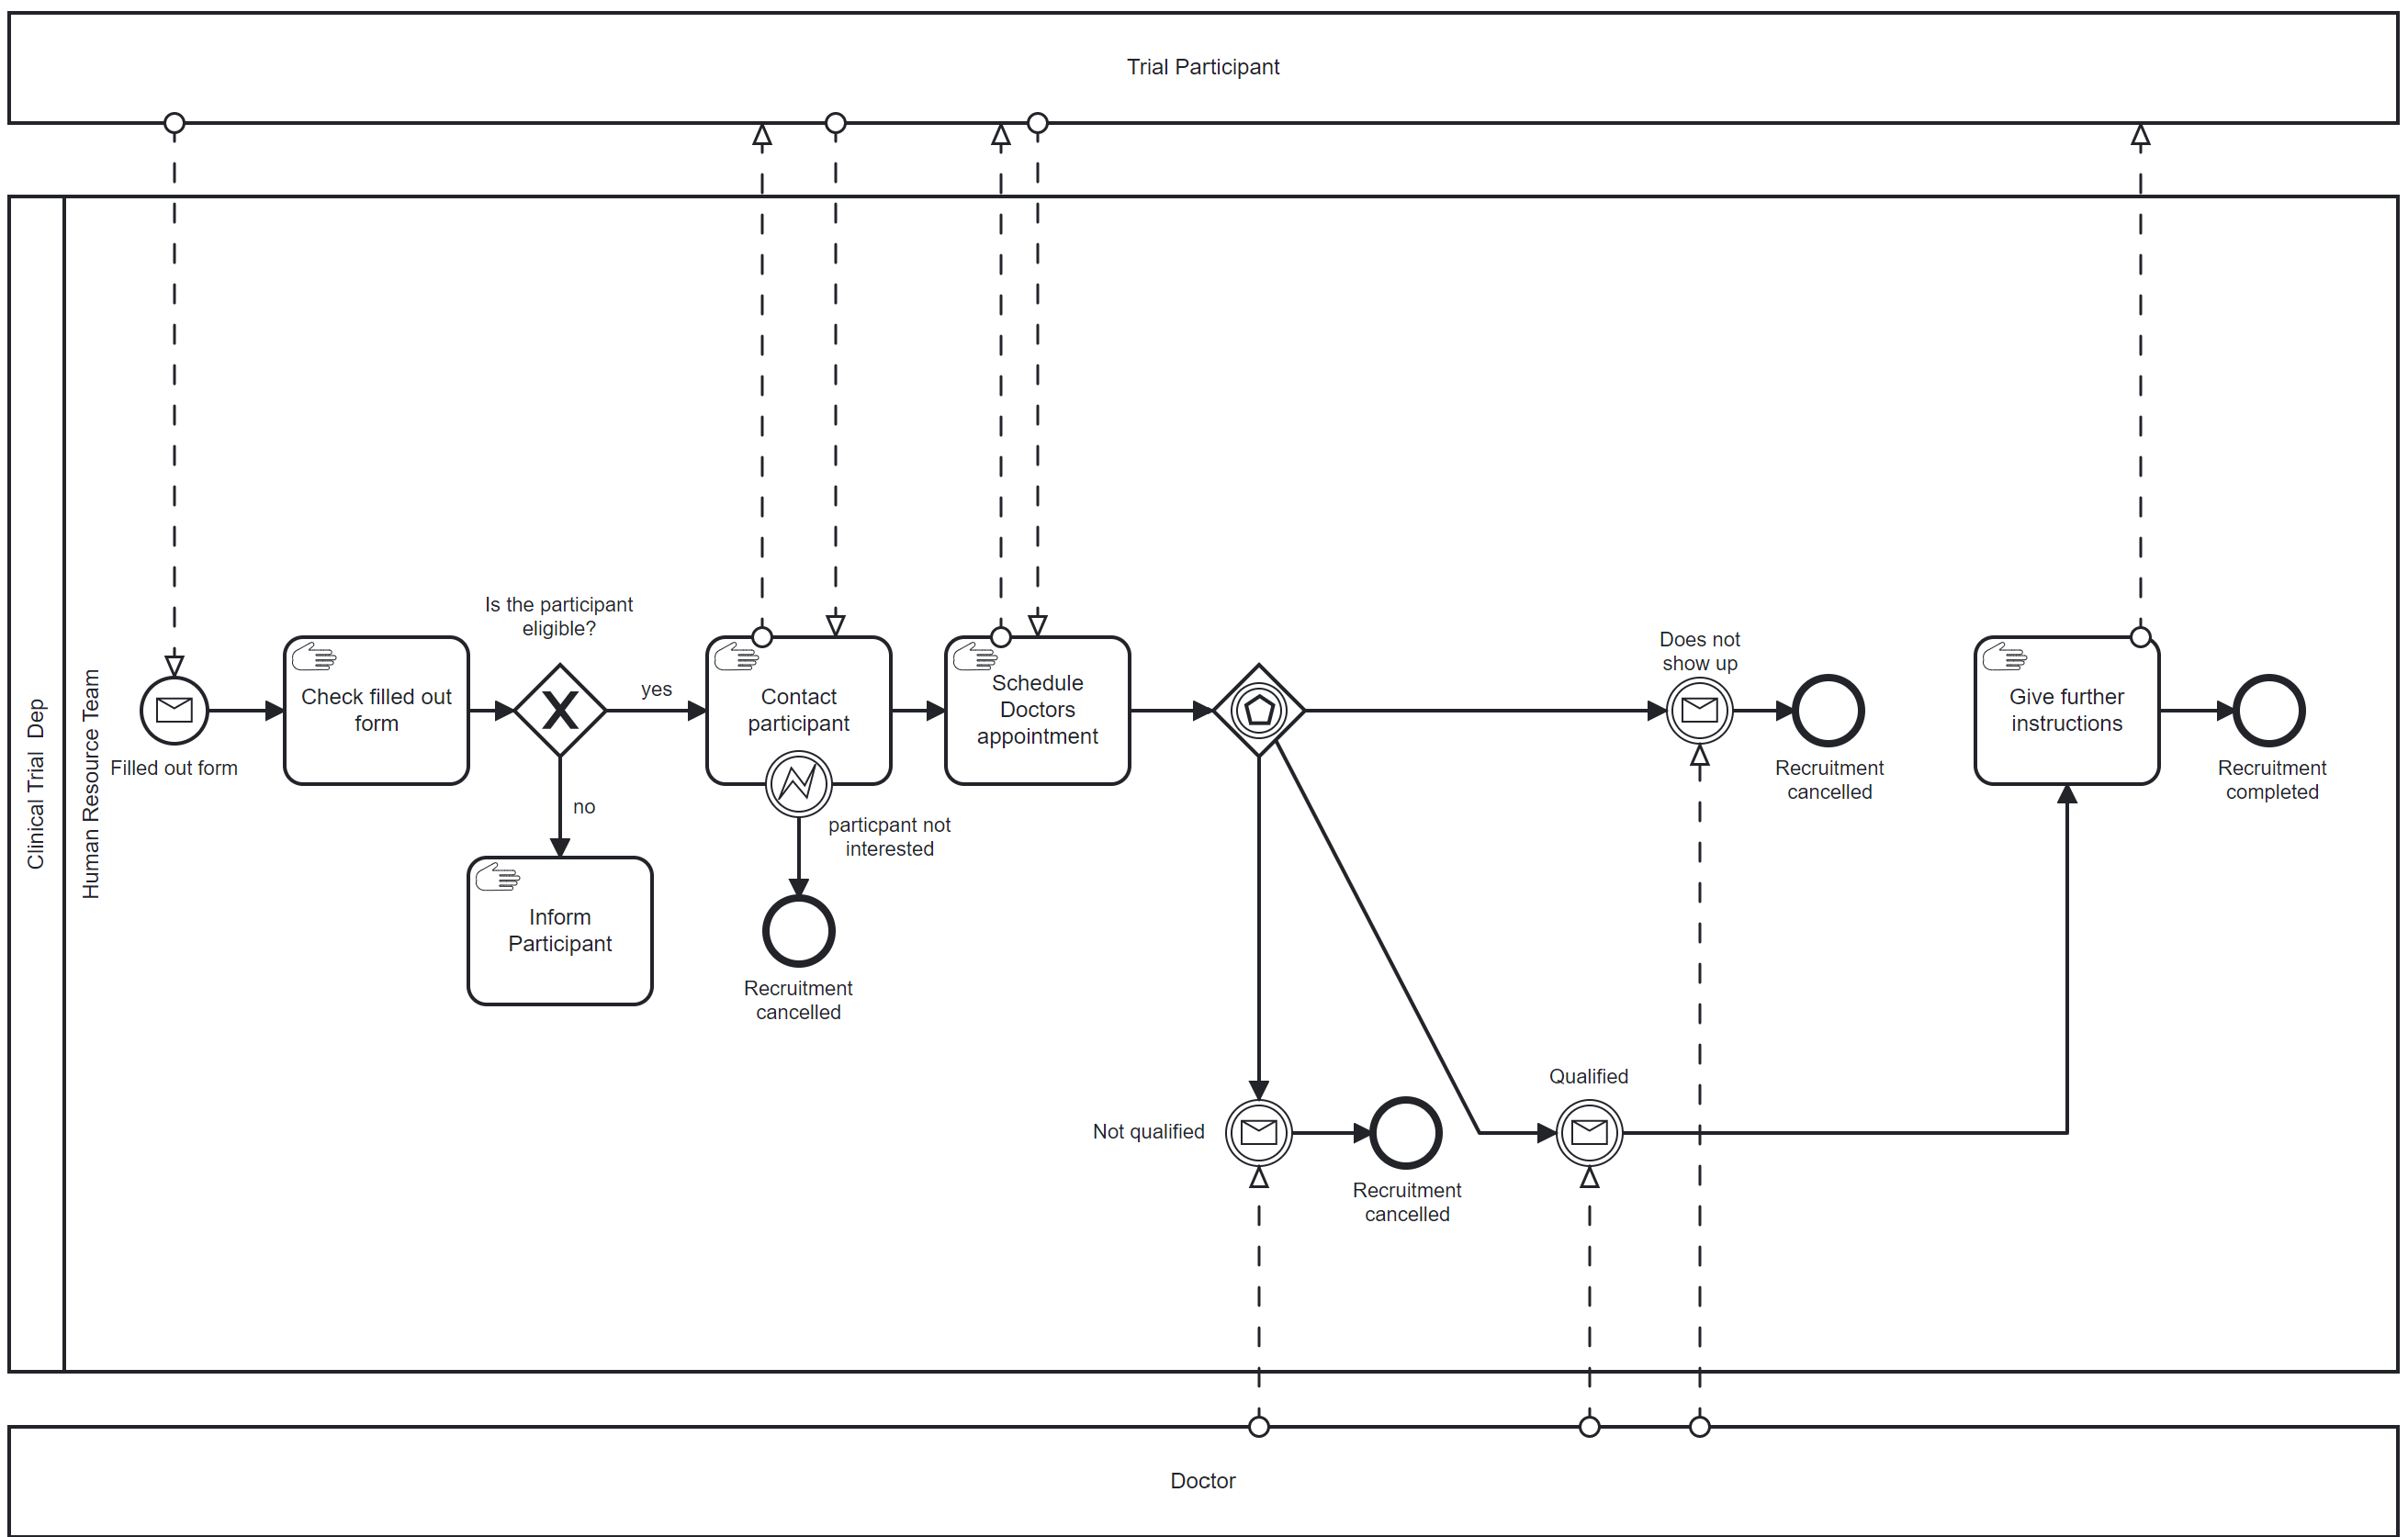 Trial Participant
Clinical Trial  Dep
Human Resource Team
Filled out form
Check filled out
form
Is the participant
eligible?
yes
no
Inform
Participant
Contact
participant
particpant not
interested
Recruitment
cancelled
Schedule
Doctors
appointment
Not qualified
Recruitment
cancelled
Qualified
Does not
show up
Recruitment
cancelled
Give further
instructions
Recruitment
completed
Doctor